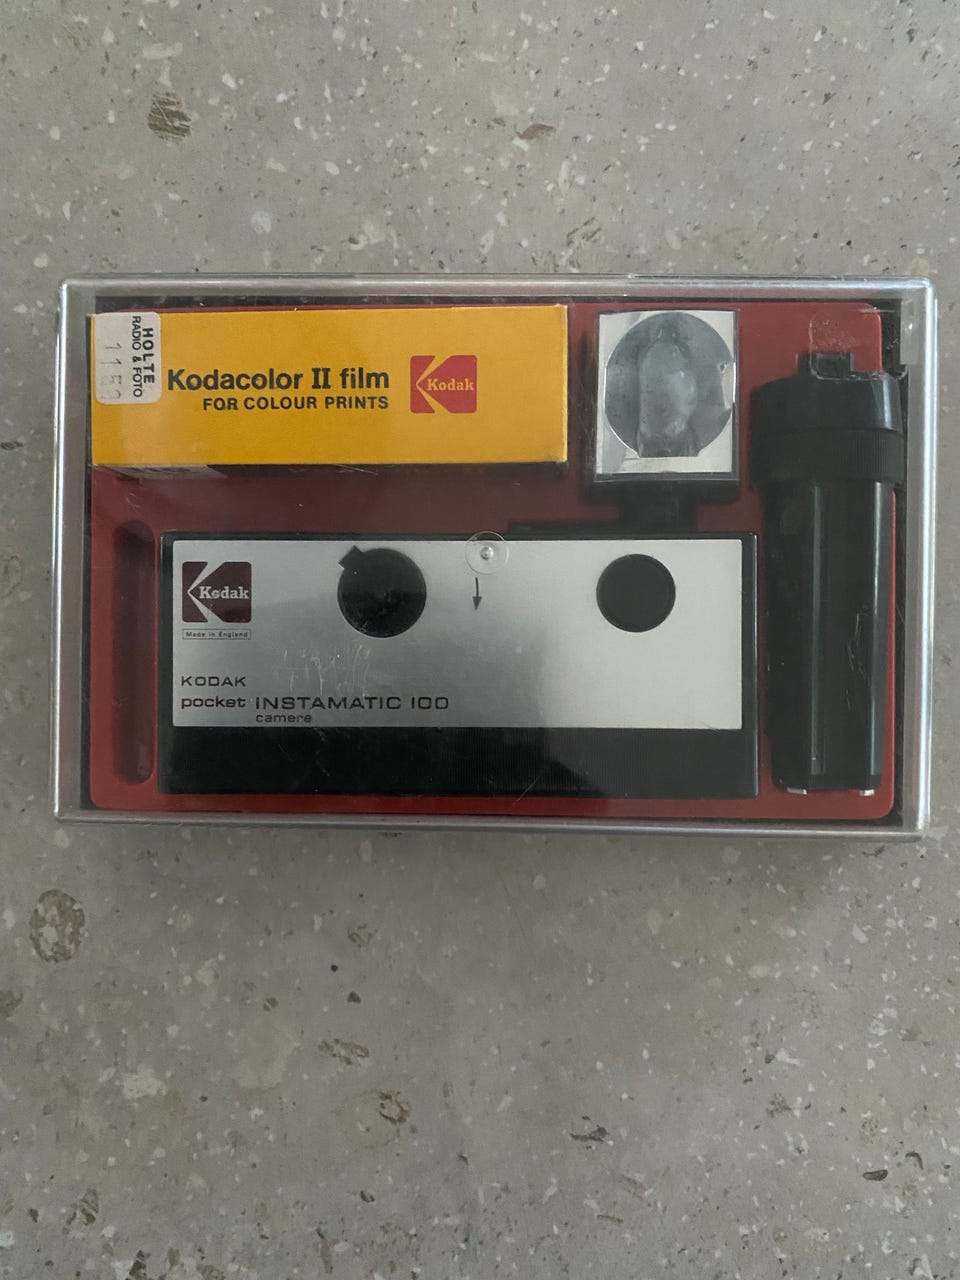 HOLTE
RADIO & FOTO
Kodacolor II film
FOR COLOUR PRINTS
Kodak
Kodak
Made in England
KODAK
pocket INSTAMATIC 100
camera